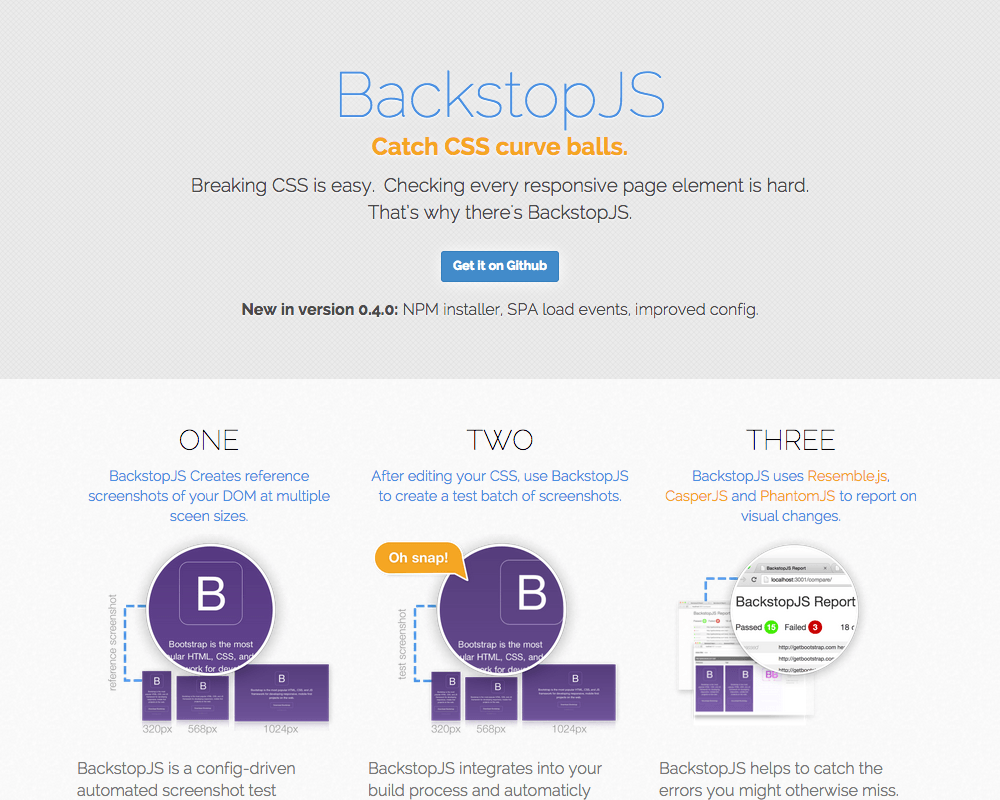 BackstopJS
Catch CSS curve balls.
Breaking CSS is easy. Checking every responsive page element is hard.
That's why there's BackstopJS.
Get it on Github
New in version 0.4.0: NPM installer, SPA load events, improved config.
ONE
BackstopJS Creates reference
screenshots of your DOM at multiple
sceen sizes.
B
Bootstrap is the most
ular HTML, CSS, and
work for dev
reference screenshot
B
B
B
320px
568px
1024px
BackstopJS is a config-driven
automated screenshot test
TWO
After editing your CSS, use BackstopJS
to create a test batch of screenshots.
Oh snap!
B
Bootstrap is the most
ular HTML, CSS, and
work for deve
test screenshot
B
B
B
320px
568px
1024px
BackstopJS integrates into your
build process and automaticly
THREE
BackstopJS uses Resemble.js,
CasperJS and PhantomJS to report on
visual changes.
BackstopJS Report
localhost:3001/compare/
BackstopJS Report
Passed 15 Failed 3 18 r
http://getbootstrap.com
http://getbootstrap.com
http://getbootstrap
B
B
BB
BackstopJS helps to catch the
errors you might otherwise miss.